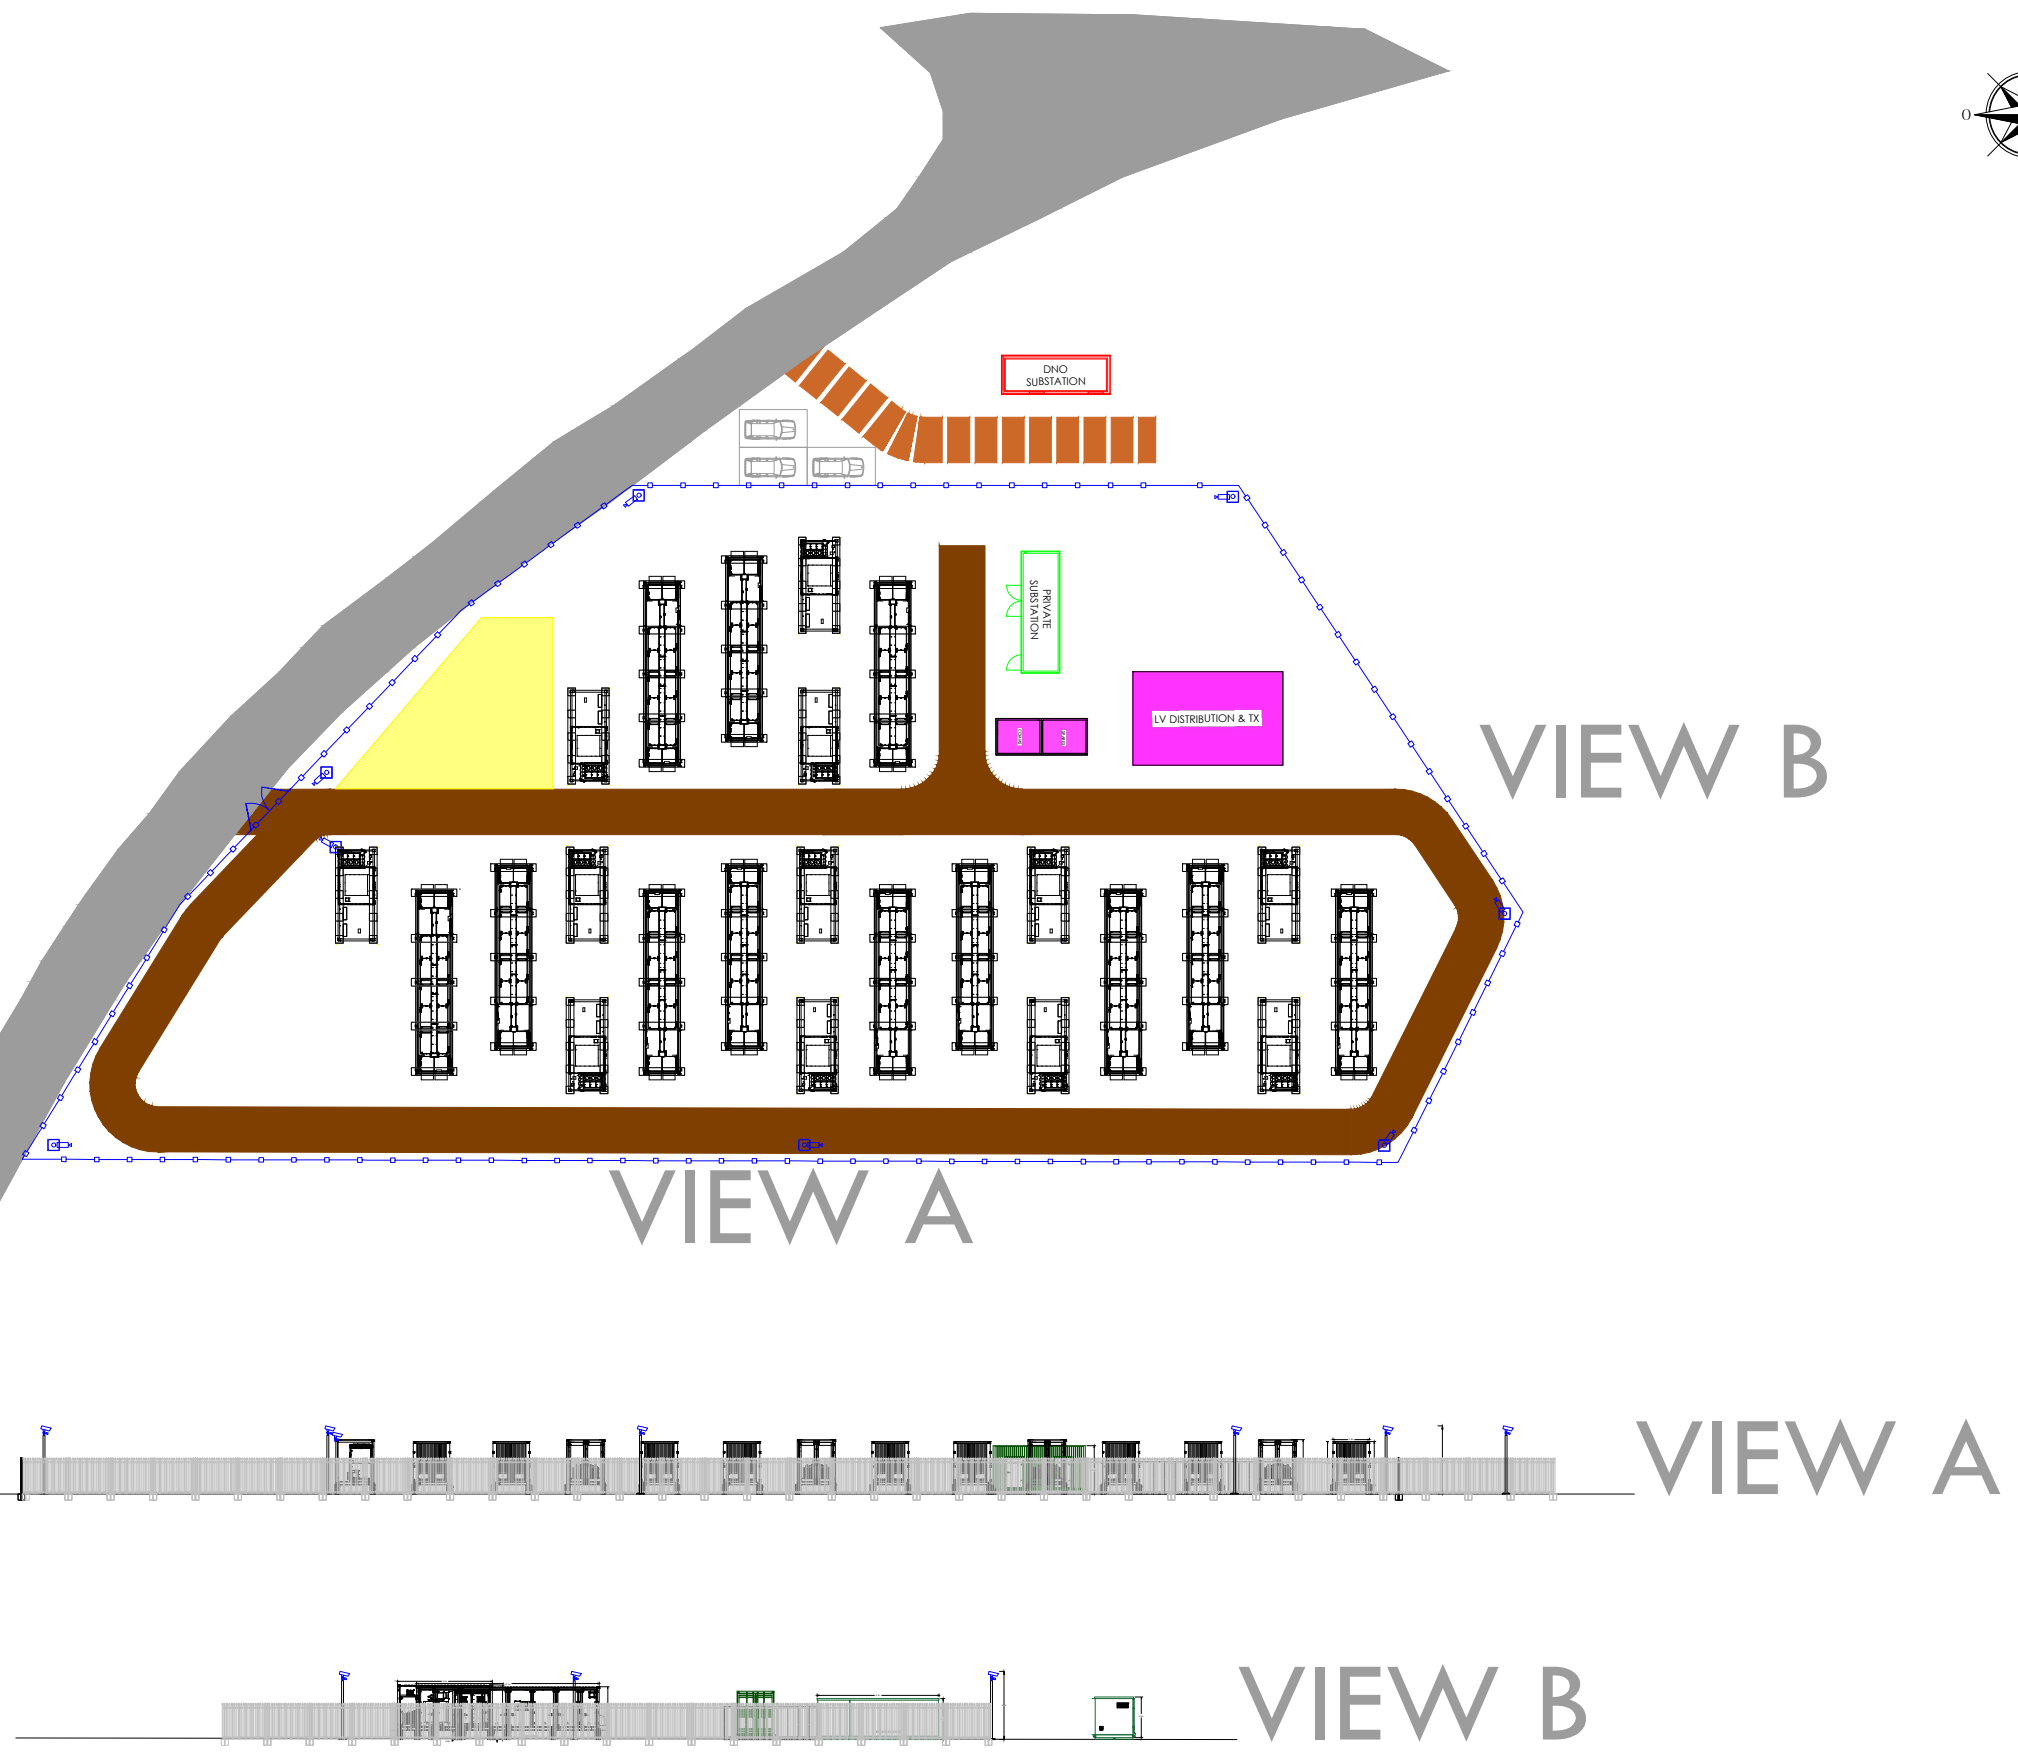 O
DNO
SUBSTATION
PRIVATE
SUBSTATION
LV DISTRIBUTION & TX
VIEW B
VIEW A
VIEW A
VIEW B